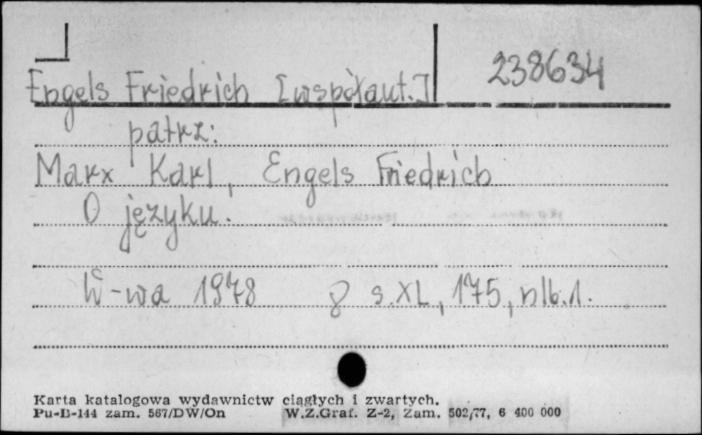 Engels Friedrich [współaut.] 238634
patrz:
Marx Karl, Engels Friedrich
O języku.
W-wa 1978 8 s.XL, 175, nlb.1.
Karta katalogowa wydawnictw ciągłych i zwartych.
Pu-D-144 zam. 567/DW/On W.Z.Graf. Z-2, Zam. 502/77, 6 400 000